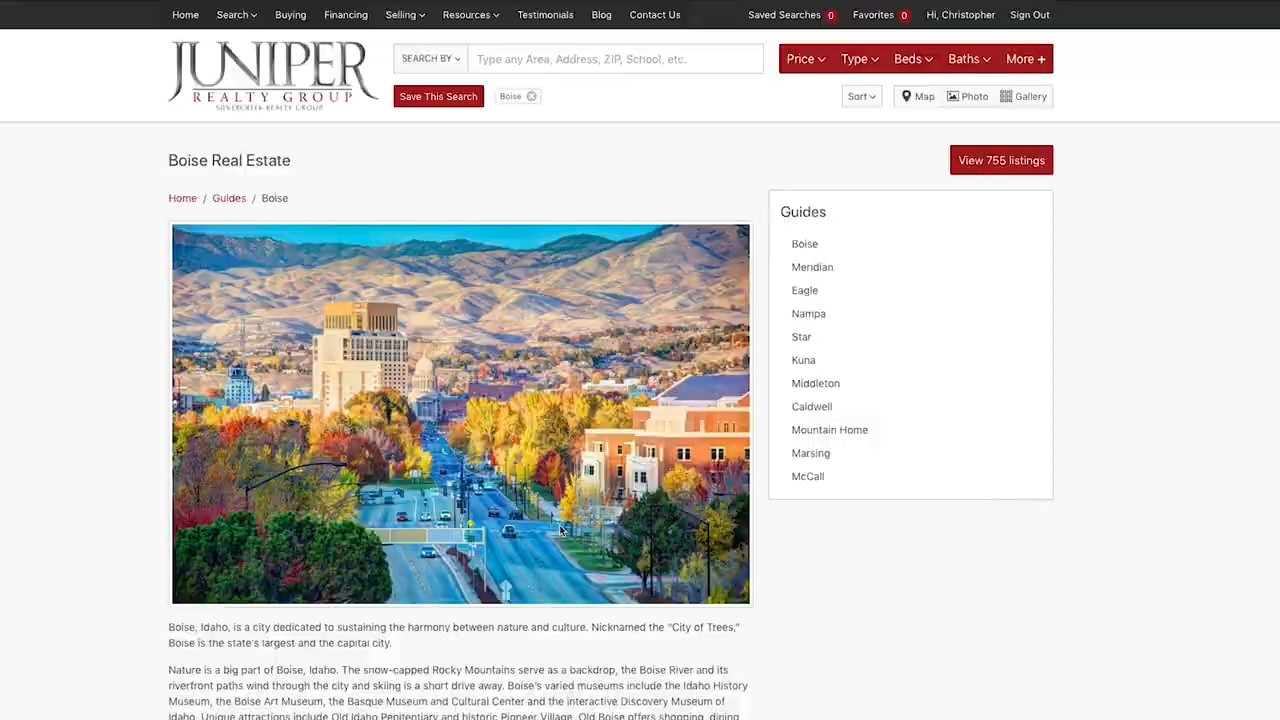 Home Search Buying Financing Selling Resources Testimonials Blog Contact Us Saved Searches 0 Favorites 0 Hi, Christopher Sign Out
JUNIPER
REALTY GROUP
SILVERCREEK REALTY GROUP
SEARCH BY Type any Area, Address, ZIP, School, etc. Price Type Beds Baths More +
Save This Search Boise Sort Map Photo Gallery
Boise Real Estate View 755 listings
Home / Guides / Boise
Guides
Boise
Meridian
Eagle
Nampa
Star
Kuna
Middleton
Caldwell
Mountain Home
Marsing
McCall
Boise, Idaho, is a city dedicated to sustaining the harmony between nature and culture. Nicknamed the "City of Trees,"
Boise is the state's largest and the capital city.
Nature is a big part of Boise, Idaho. The snow-capped Rocky Mountains serve as a backdrop, the Boise River and its
riverfront paths wind through the city and skiing is a short drive away. Boise's varied museums include the Idaho History
Museum, the Boise Art Museum, the Basque Museum and Cultural Center and the interactive Discovery Museum of
Idaho. Unique attractions include Old Idaho Penitentiary and historic Pioneer Village. Old Boise offers shopping, dining